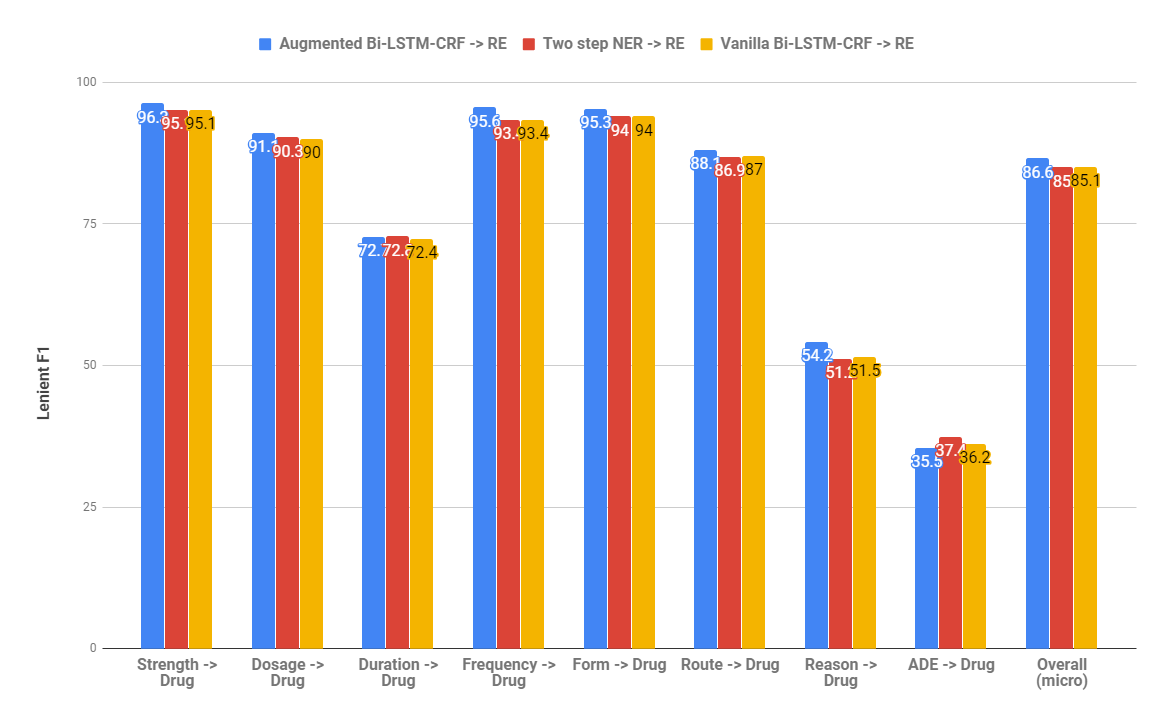 Augmented Bi-LSTM-CRF -> RE Two step NER -> RE Vanilla Bi-LSTM-CRF -> RE
100
75
50
25
0
Lenient F1
95.1
90.3 90
72.4
95.6 93.4
95.3 94 94
86.9 87
54.2 51.5
35.5 36.2
86.6 85 85.1
Strength -> Drug
Dosage -> Drug
Duration -> Drug
Frequency -> Drug
Form -> Drug
Route -> Drug
Reason -> Drug
ADE -> Drug
Overall (micro)